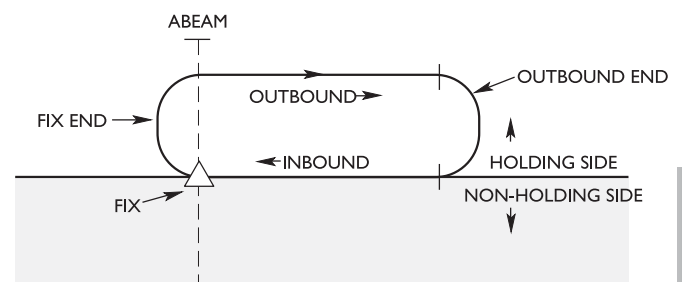 ABEAM
OUTBOUND END
OUTBOUND
FIX END
INBOUND
HOLDING SIDE
NON-HOLDING SIDE
FIX